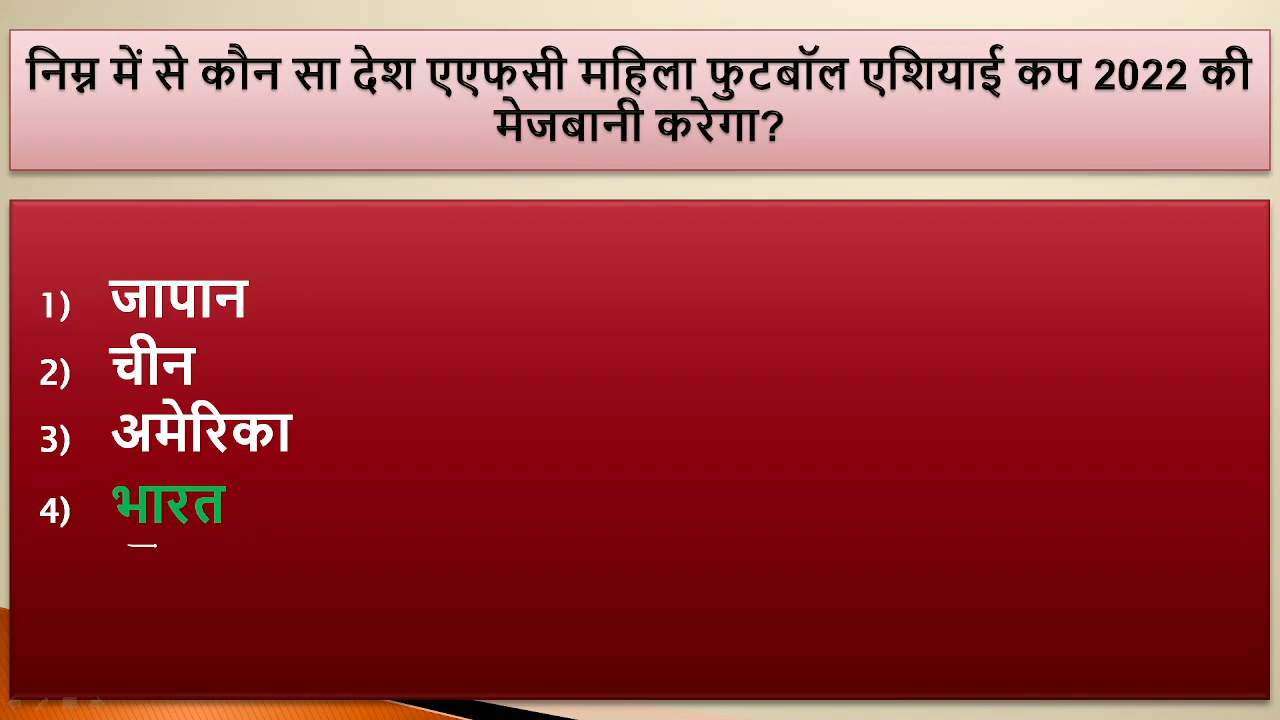 निम्न में से कौन सा देश एएफसी महिला फुटबॉल एशियाई कप 2022 की
मेजबानी करेगा?
1) जापान
2) चीन
3) अमेरिका
4) भारत